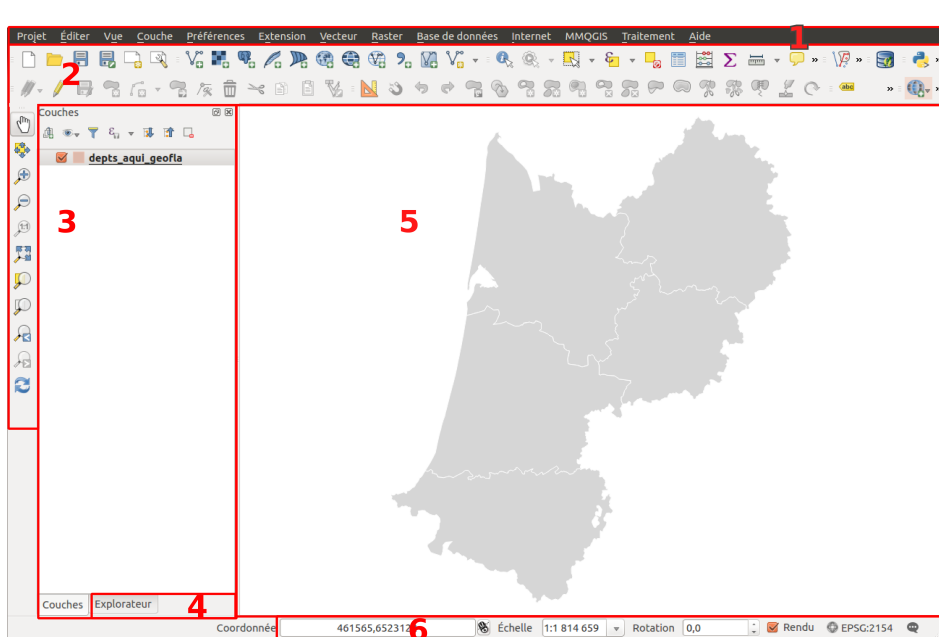 Projet Éditer Vue Couche Préférences Extension Vecteur Raster Base de données Internet MMQGIS Traitement Aide 1
2
abc
Couches
depts_aqui_geofla
3
5
Couches Explorateur 4
Coordonnée 461565,652312 6 Échelle 1:1 814 659 Rotation 0,0 Rendu EPSG:2154